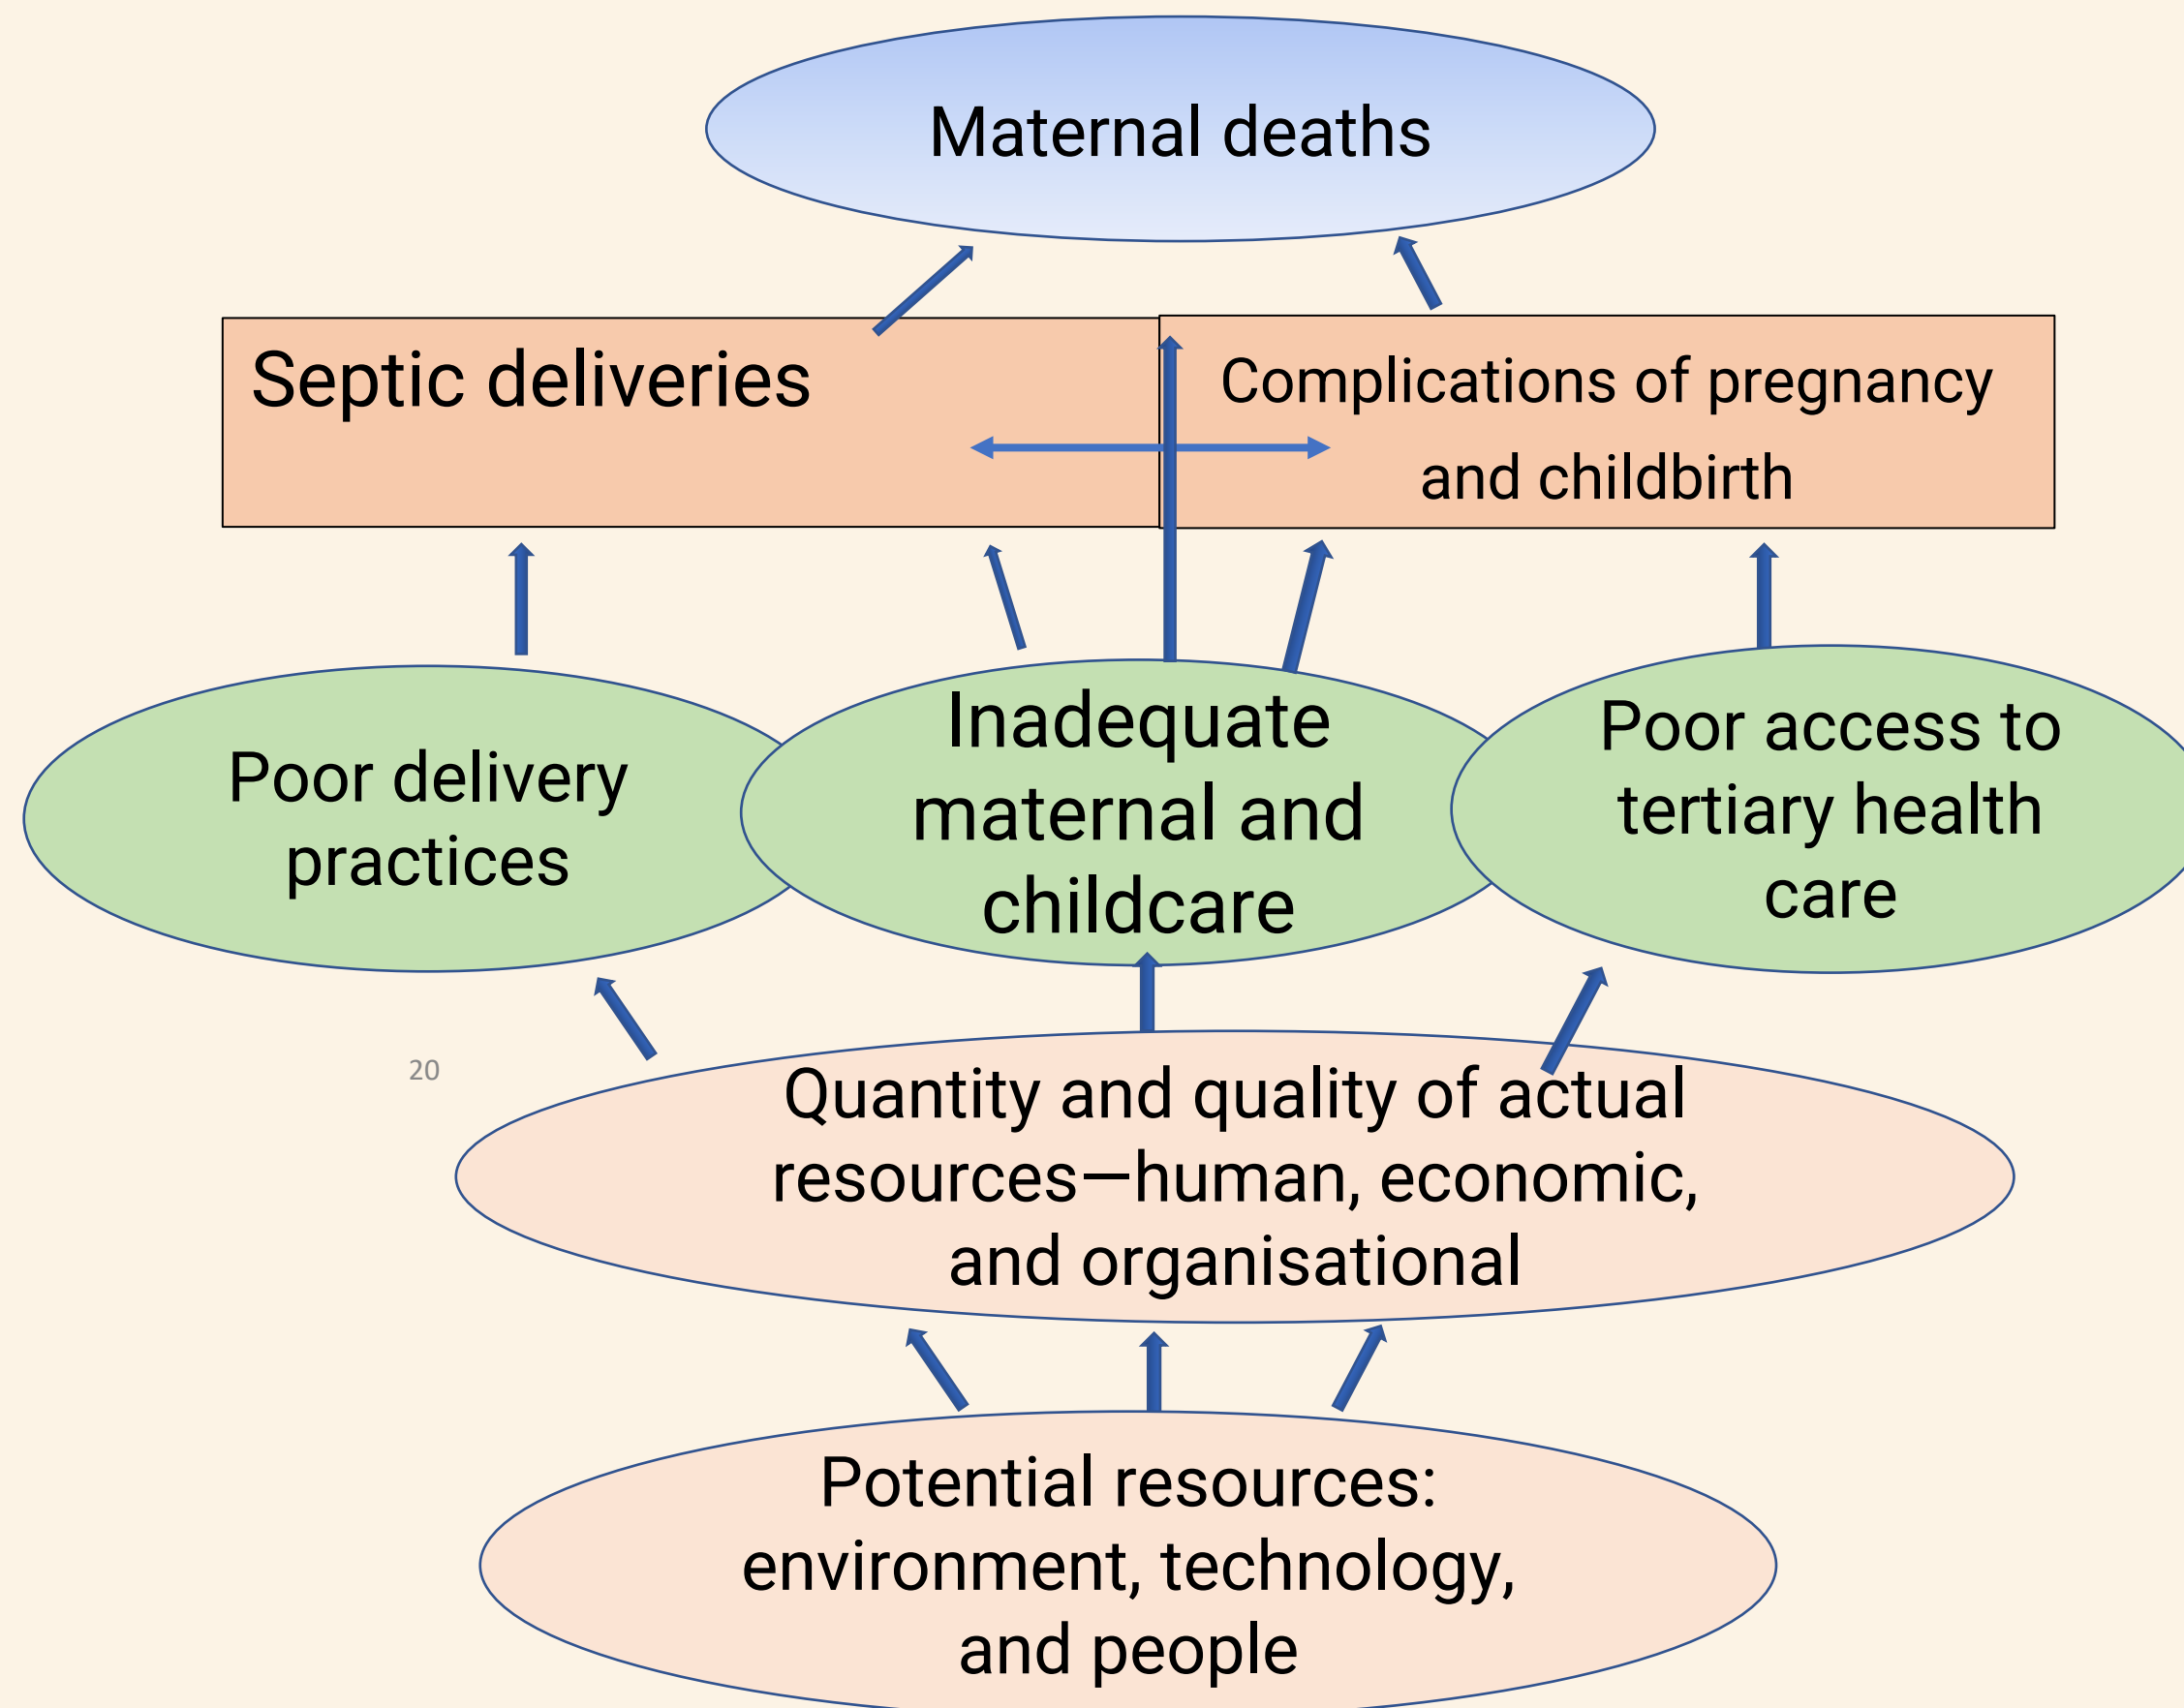 Maternal deaths
Septic deliveries
Complications of pregnancy
and childbirth
Poor delivery
practices
Inadequate
maternal and
childcare
Poor access to
tertiary health
care
20
Quantity and quality of actual
resources—human, economic,
and organisational
Potential resources:
environment, technology,
and people